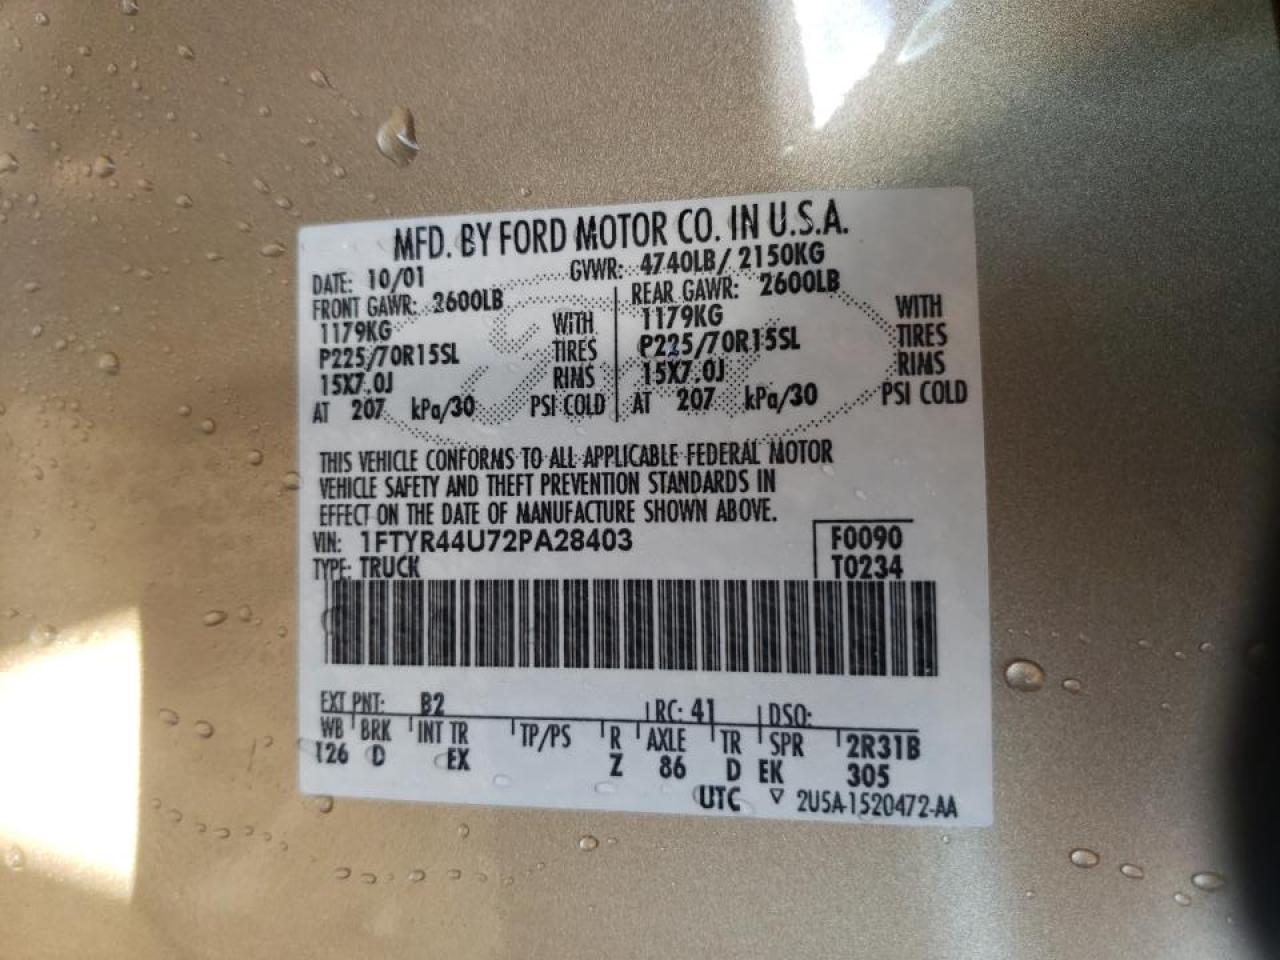 MFD. BY FORD MOTOR CO. IN U.S.A.
DATE: 10/01 GVWR: 4740LB/ 2150KG
FRONT GAWR: 2600LB REAR GAWR: 2600LB
1179KG WITH 1179KG WITH
P225/70R15SL TIRES P225/70R15SL TIRES
15X7.0J RIMS 15X7.0J RIMS
AT 207 kPa/30 PSI COLD AT 207 kPa/30 PSI COLD
THIS VEHICLE CONFORMS TO ALL APPLICABLE FEDERAL MOTOR
VEHICLE SAFETY AND THEFT PREVENTION STANDARDS IN
EFFECT ON THE DATE OF MANUFACTURE SHOWN ABOVE.
VIN: 1FTYR44U72PA28403 F0090
TYPE: TRUCK T0234
EXT PNT: B2 RC: 41 DSO:
WB BRK INT TR TP/PS R AXLE TR SPR 2R31B
126 D EX Z 86 D EK 305
UTC ▽ 2U5A-1520472-AA